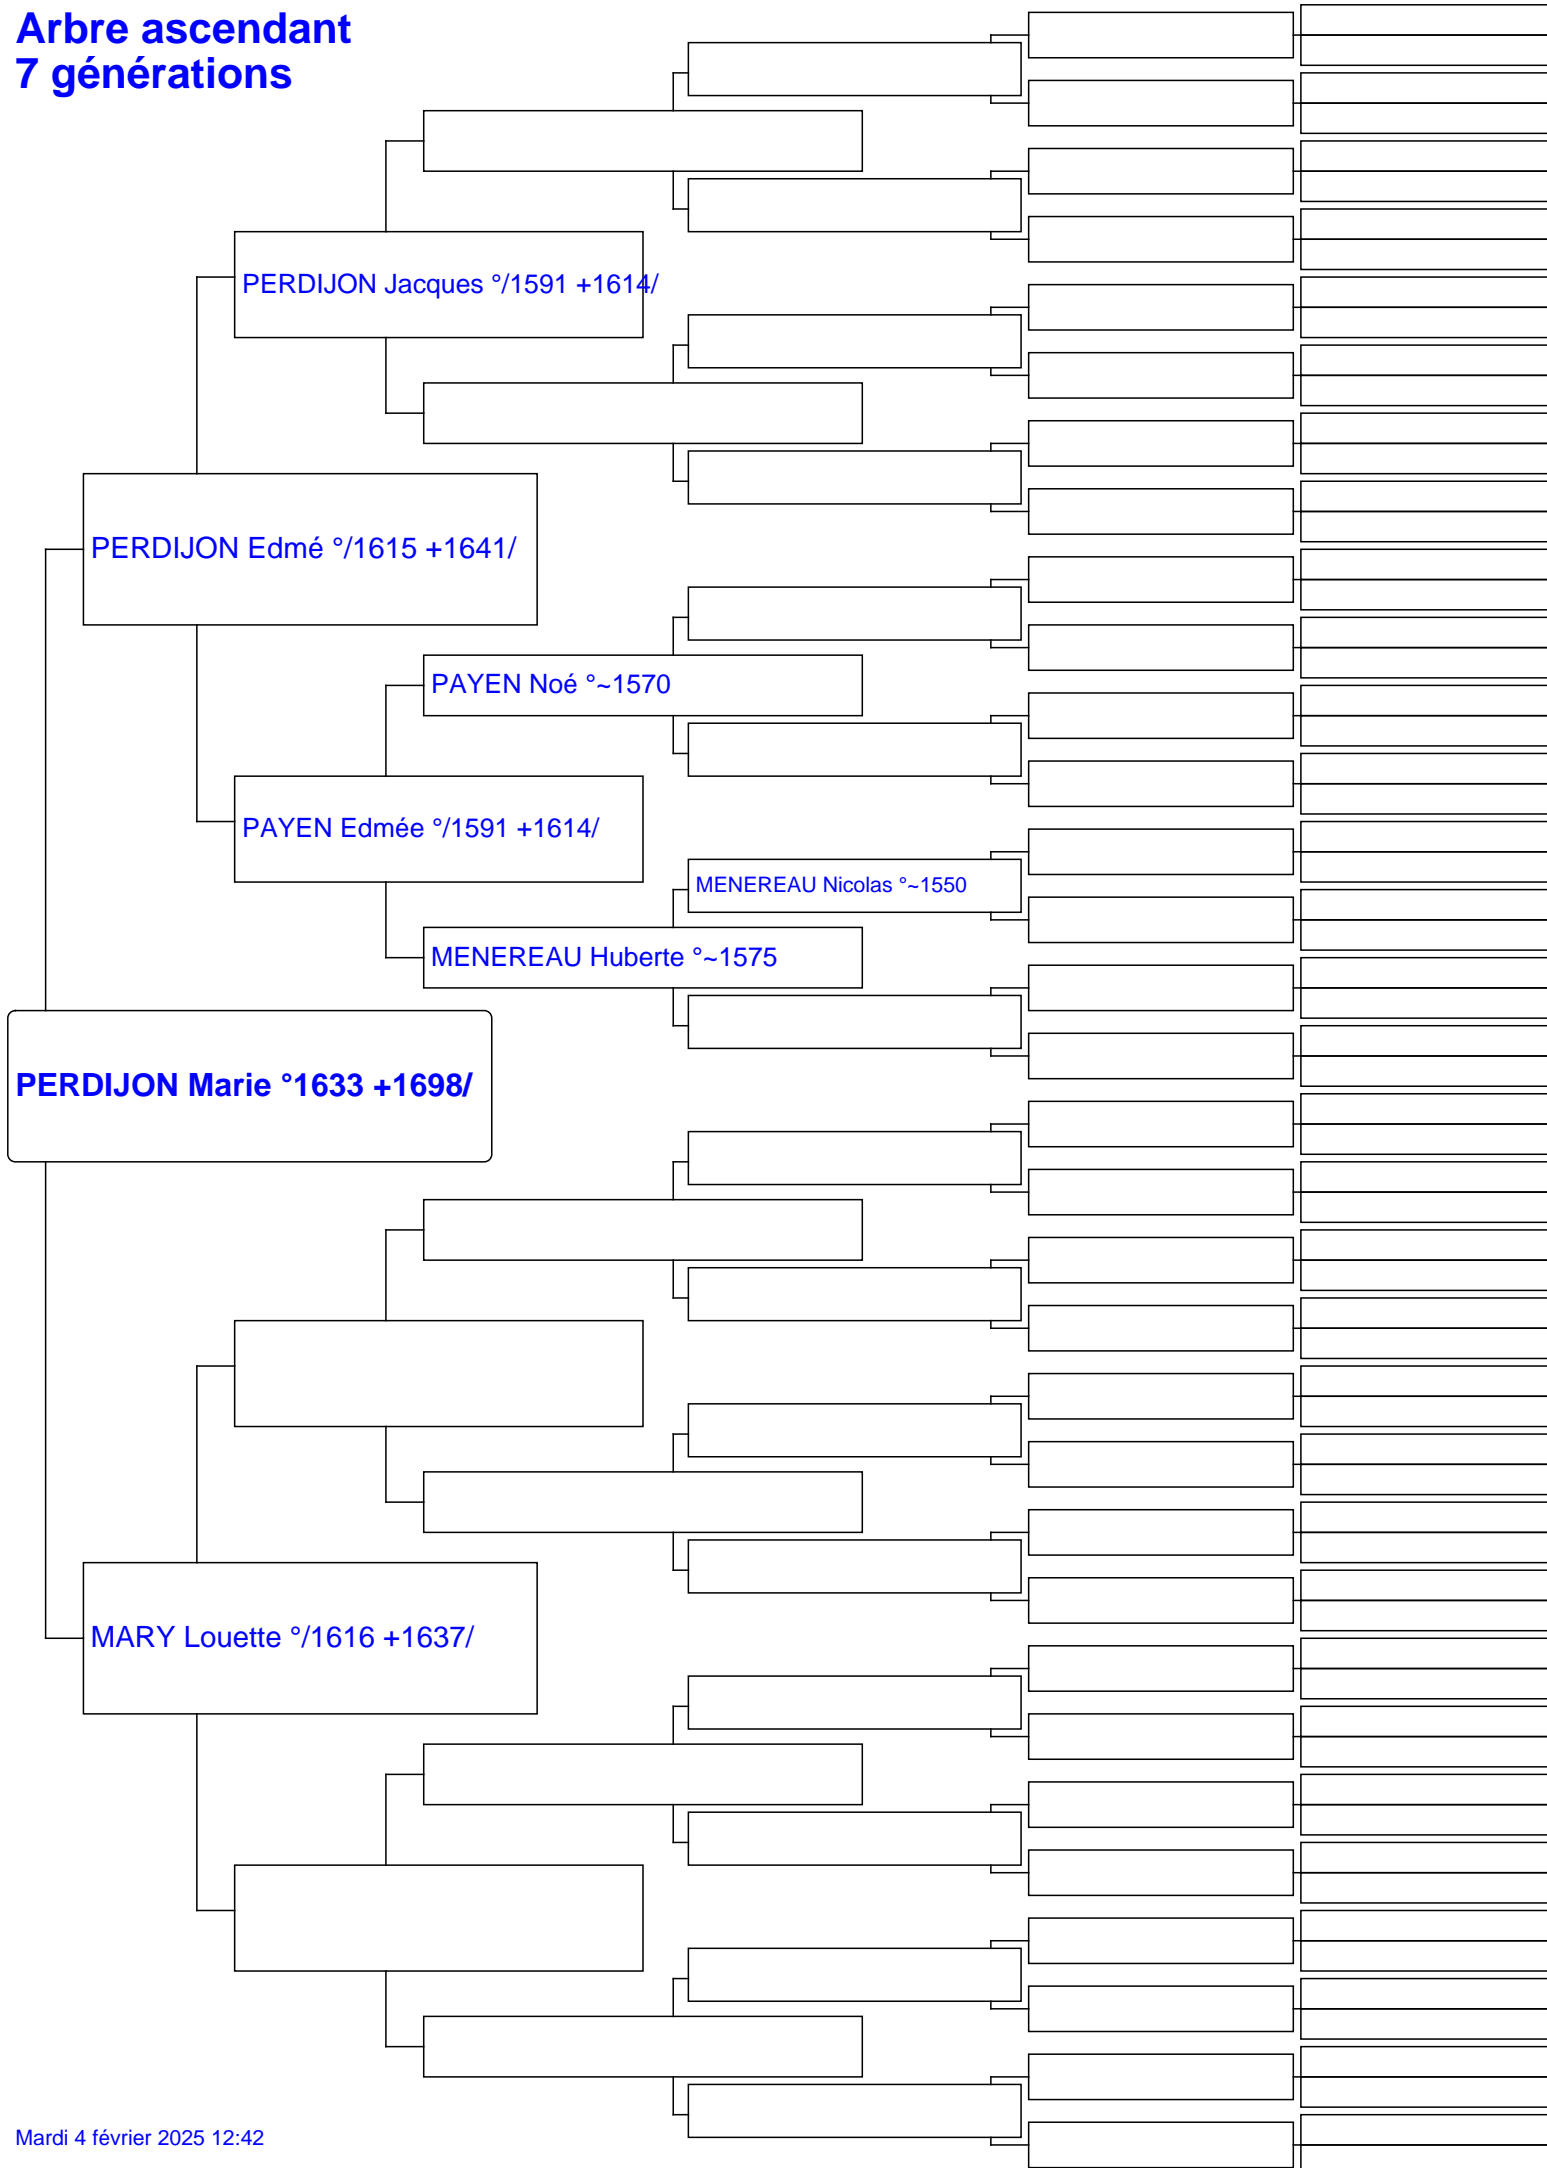 Arbre ascendant
7 générations
PERDIJON Jacques °/1591 +1614/
PERDIJON Edmé °/1615 +1641/
PAYEN Noé °~1570
PAYEN Edmée °/1591 +1614/
MENEREAU Nicolas °~1550
MENEREAU Huberte °~1575
PERDIJON Marie °1633 +1698/
MARY Louette °/1616 +1637/
Mardi 4 février 2025 12:42